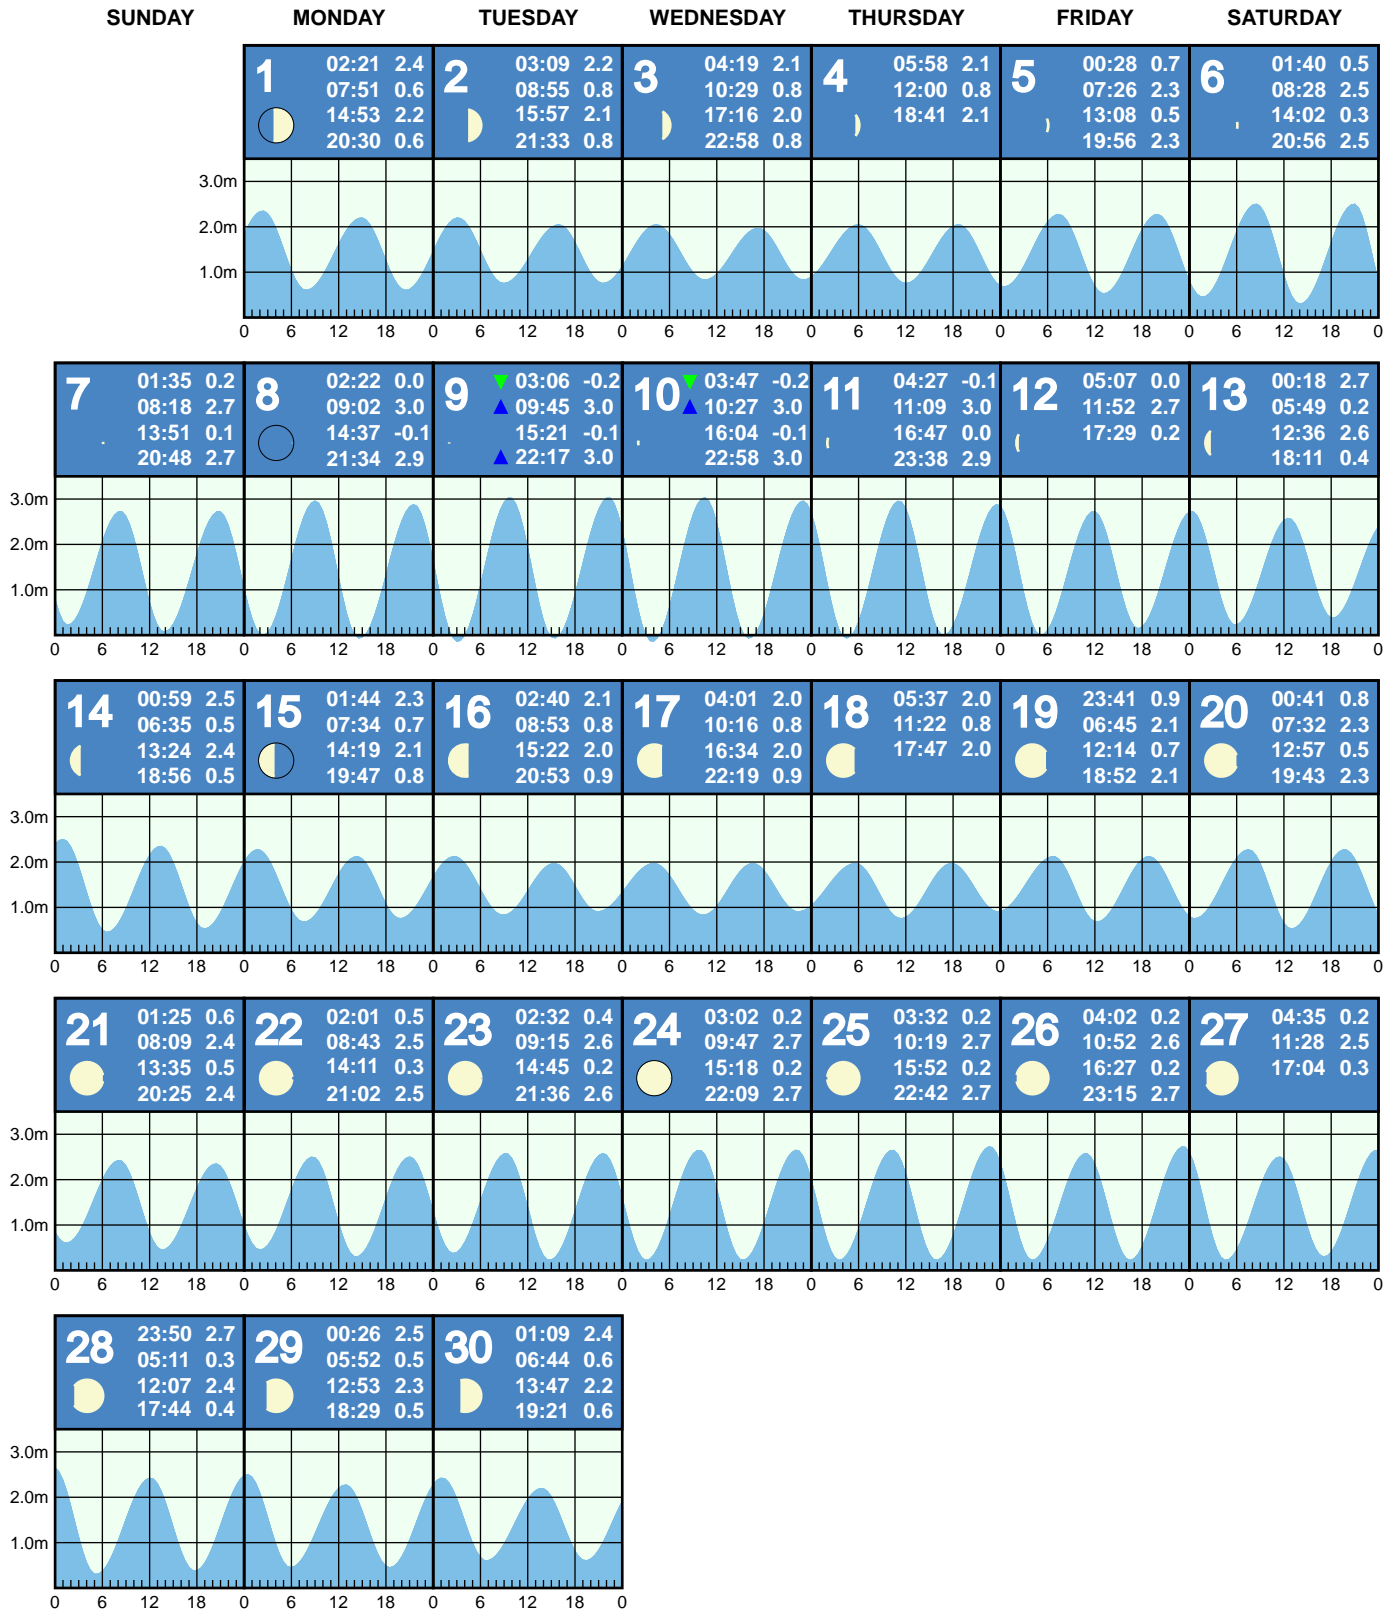 SUNDAY MONDAY TUESDAY WEDNESDAY THURSDAY FRIDAY SATURDAY
1 02:21 2.4 2 03:09 2.2 3 04:19 2.1 4 05:58 2.1 5 00:28 0.7 6 01:40 0.5
07:51 0.6 08:55 0.8 10:29 0.8 12:00 0.8 07:26 2.3 08:28 2.5
14:53 2.2 15:57 2.1 17:16 2.0 18:41 2.1 13:08 0.5 14:02 0.3
20:30 0.6 21:33 0.8 22:58 0.8 19:56 2.3 20:56 2.5
3.0m
2.0m
1.0m
0 6 12 18 0 6 12 18 0 6 12 18 0 6 12 18 0 6 12 18 0 6 12 18 0
7 01:35 0.2 8 02:22 0.0 9 03:06 -0.2 10 03:47 -0.2 11 04:27 -0.1 12 05:07 0.0 13 00:18 2.7
08:18 2.7 09:02 3.0 09:45 3.0 10:27 3.0 11:09 3.0 11:52 2.7 05:49 0.2
13:51 0.1 14:37 -0.1 15:21 -0.1 16:04 -0.1 16:47 0.0 17:29 0.2 12:36 2.6
20:48 2.7 21:34 2.9 22:17 3.0 22:58 3.0 23:38 2.9 18:11 0.4
3.0m
2.0m
1.0m
0 6 12 18 0 6 12 18 0 6 12 18 0 6 12 18 0 6 12 18 0 6 12 18 0 6 12 18 0
14 00:59 2.5 15 01:44 2.3 16 02:40 2.1 17 04:01 2.0 18 05:37 2.0 19 23:41 0.9 20 00:41 0.8
06:35 0.5 07:34 0.7 08:53 0.8 10:16 0.8 11:22 0.8 06:45 2.1 07:32 2.3
13:24 2.4 14:19 2.1 15:22 2.0 16:34 2.0 17:47 2.0 12:14 0.7 12:57 0.5
18:56 0.5 19:47 0.8 20:53 0.9 22:19 0.9 18:52 2.1 19:43 2.3
3.0m
2.0m
1.0m
0 6 12 18 0 6 12 18 0 6 12 18 0 6 12 18 0 6 12 18 0 6 12 18 0 6 12 18 0
21 01:25 0.6 22 02:01 0.5 23 02:32 0.4 24 03:02 0.2 25 03:32 0.2 26 04:02 0.2 27 04:35 0.2
08:09 2.4 08:43 2.5 09:15 2.6 09:47 2.7 10:19 2.7 10:52 2.6 11:28 2.5
13:35 0.5 14:11 0.3 14:45 0.2 15:18 0.2 15:52 0.2 16:27 0.2 17:04 0.3
20:25 2.4 21:02 2.5 21:36 2.6 22:09 2.7 22:42 2.7 23:15 2.7
3.0m
2.0m
1.0m
0 6 12 18 0 6 12 18 0 6 12 18 0 6 12 18 0 6 12 18 0 6 12 18 0 6 12 18 0
28 23:50 2.7 29 00:26 2.5 30 01:09 2.4
05:11 0.3 05:52 0.5 06:44 0.6
12:07 2.4 12:53 2.3 13:47 2.2
17:44 0.4 18:29 0.5 19:21 0.6
3.0m
2.0m
1.0m
0 6 12 18 0 6 12 18 0 6 12 18 0